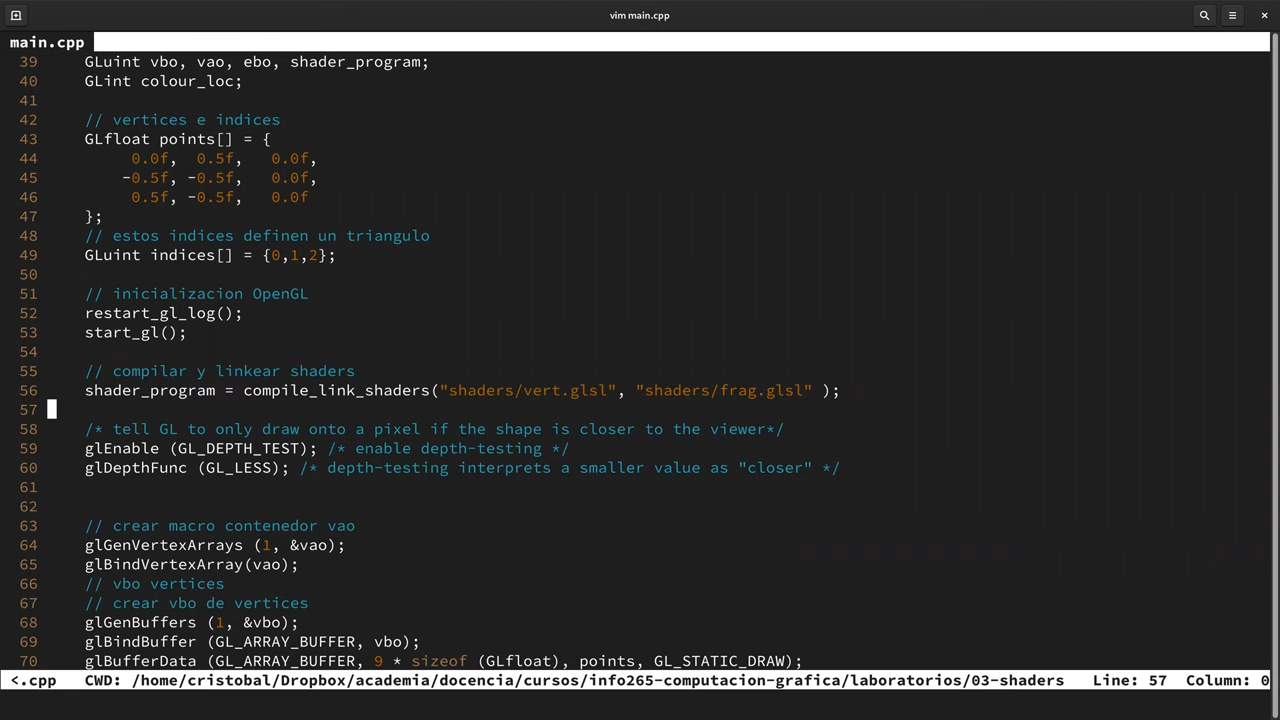 vim main.cpp
main.cpp
39 GLuint vbo, vao, ebo, shader_program;
40 GLint colour_loc;
41
42 // vertices e indices
43 GLfloat points[] = {
44 0.0f, 0.5f, 0.0f,
45 -0.5f, -0.5f, 0.0f,
46 0.5f, -0.5f, 0.0f
47 };
48 // estos indices definen un triangulo
49 GLuint indices[] = {0,1,2};
50
51 // inicializacion OpenGL
52 restart_gl_log();
53 start_gl();
54
55 // compilar y linkear shaders
56 shader_program = compile_link_shaders("shaders/vert.glsl", "shaders/frag.glsl" );
57
58 /* tell GL to only draw onto a pixel if the shape is closer to the viewer*/
59 glEnable (GL_DEPTH_TEST); /* enable depth-testing */
60 glDepthFunc (GL_LESS); /* depth-testing interprets a smaller value as "closer" */
61
62
63 // crear macro contenedor vao
64 glGenVertexArrays (1, &vao);
65 glBindVertexArray(vao);
66 // vbo vertices
67 // crear vbo de vertices
68 glGenBuffers (1, &vbo);
69 glBindBuffer (GL_ARRAY_BUFFER, vbo);
70 glBufferData (GL_ARRAY_BUFFER, 9 * sizeof (GLfloat), points, GL_STATIC_DRAW);
<.cpp CWD: /home/cristobal/Dropbox/academia/docencia/cursos/info265-computacion-grafica/laboratorios/03-shaders Line: 57 Column: 0